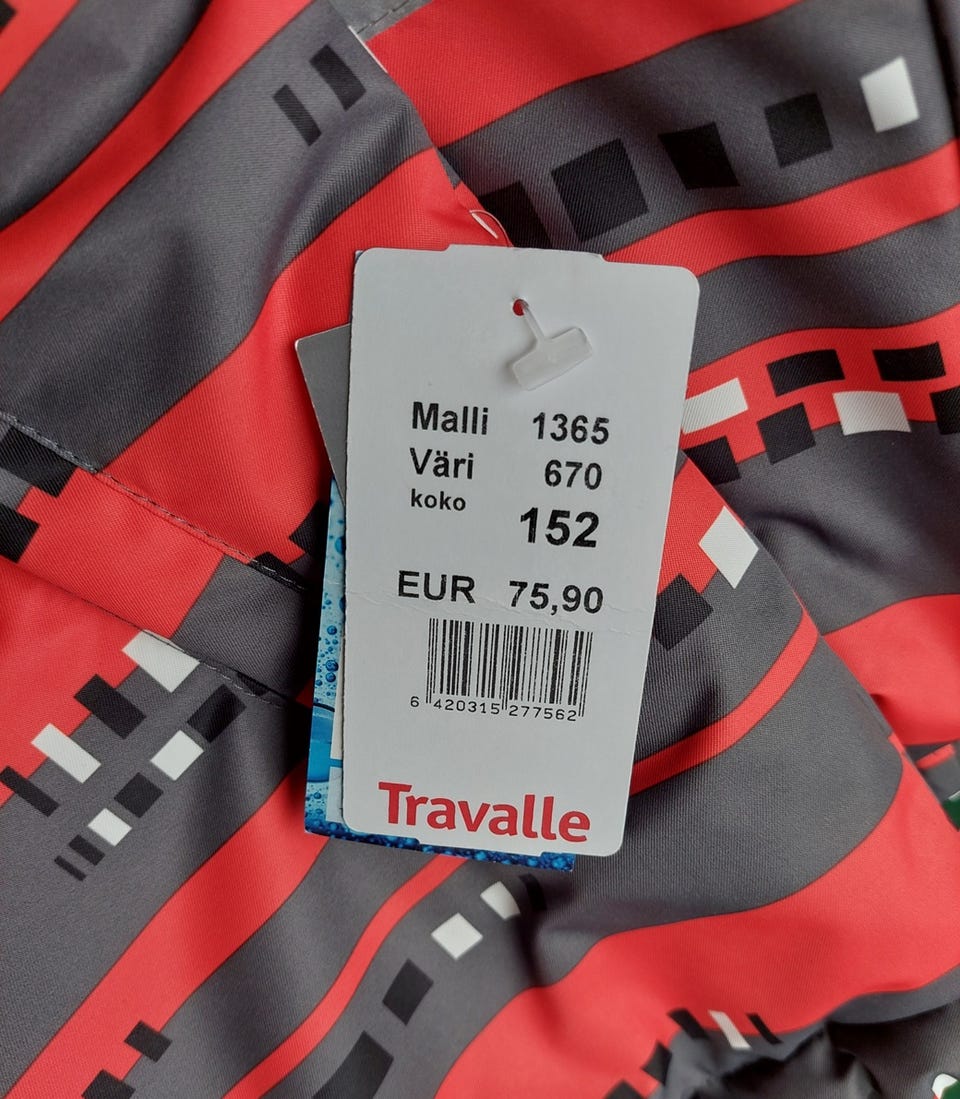 Malli 1365
Väri 670
koko 152
EUR 75,90
6 420315 277562
Travalle